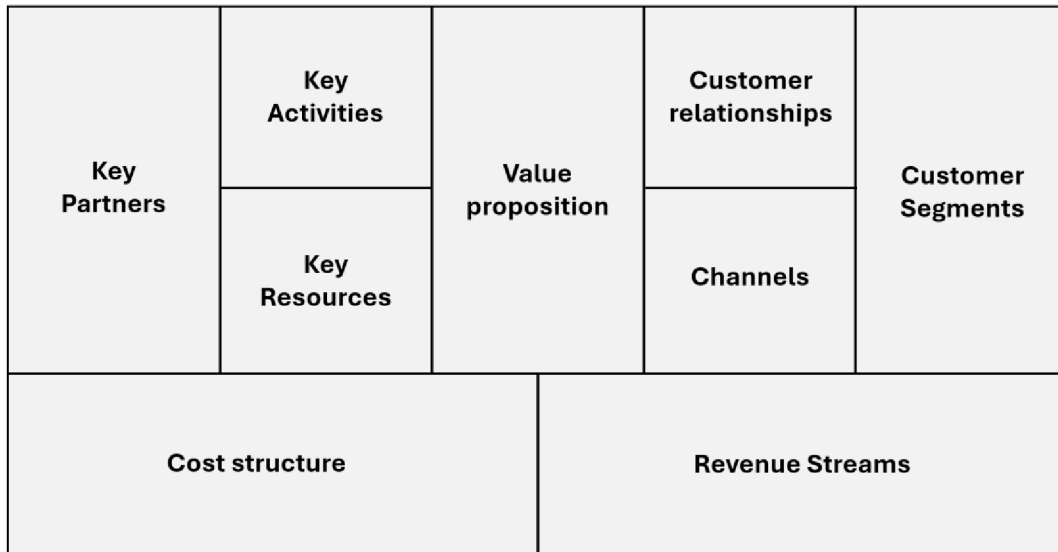 Key
Partners
Key
Activities
Key
Resources
Value
proposition
Customer
relationships
Channels
Customer
Segments
Cost structure
Revenue Streams